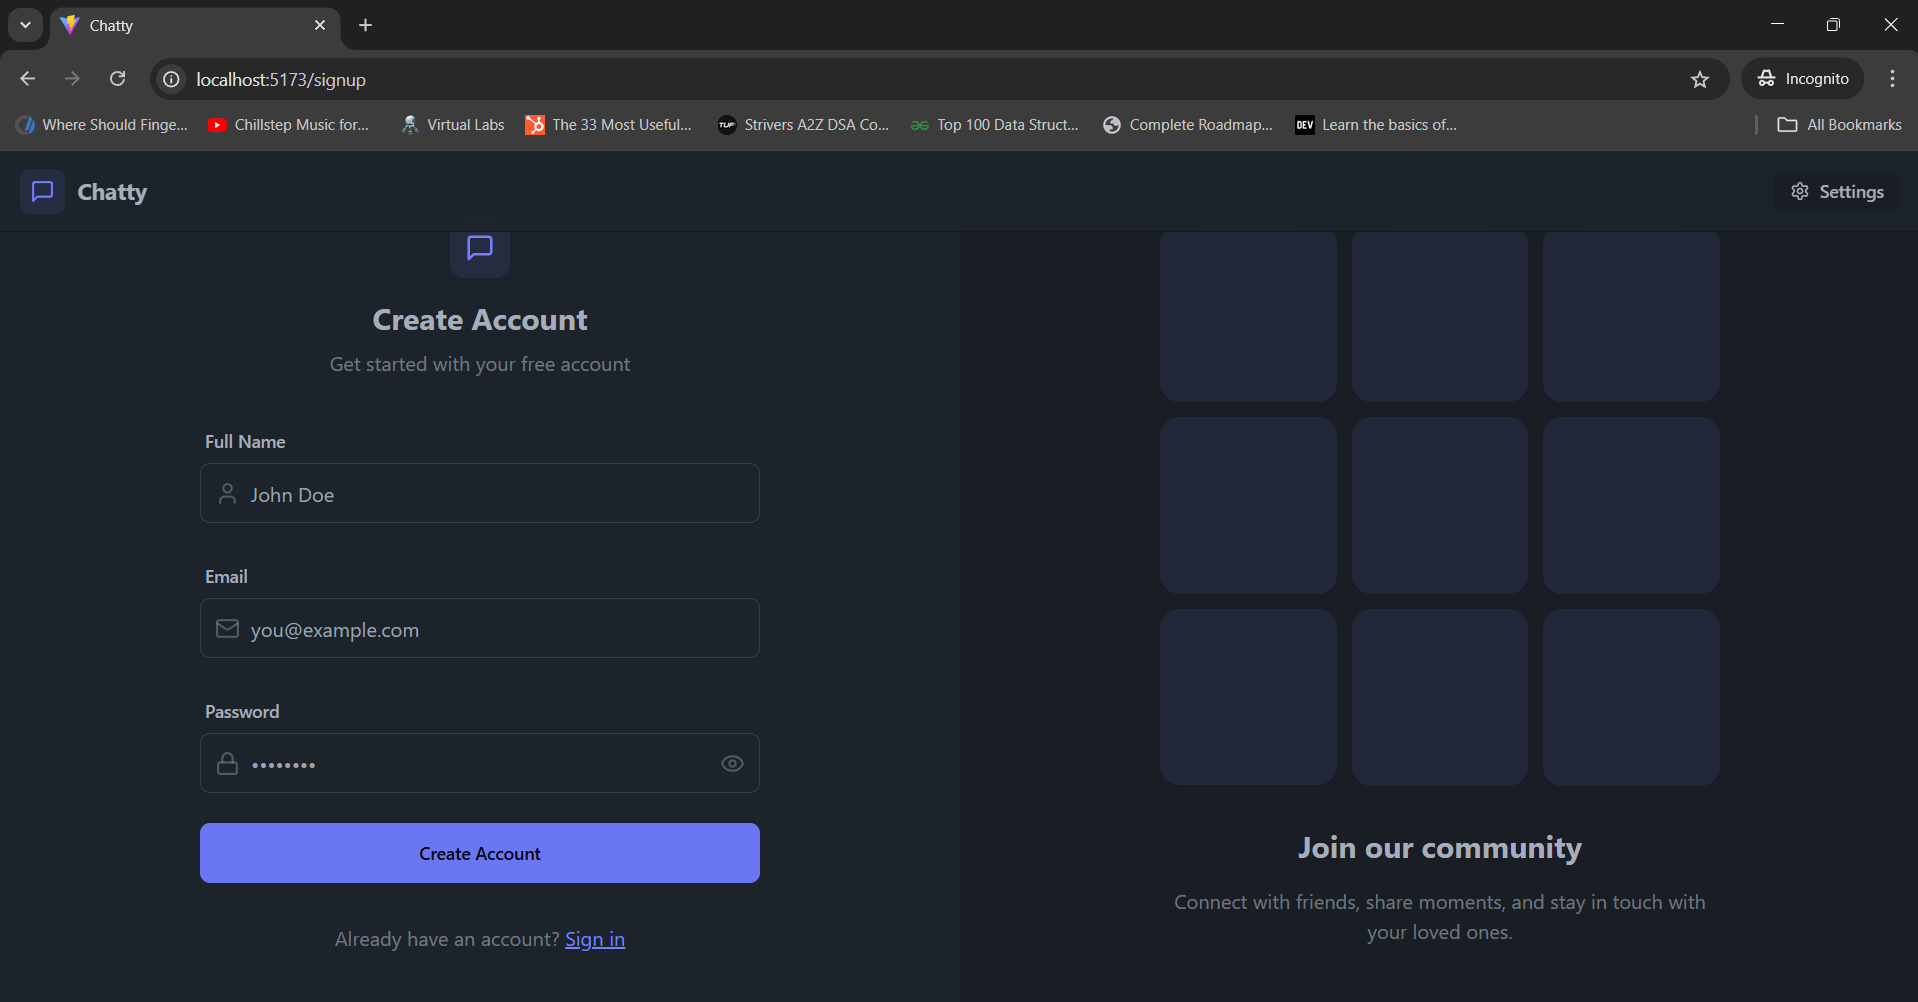 Chatty
localhost:5173/signup
Incognito
Where Should Finge...
Chillstep Music for...
Virtual Labs
The 33 Most Useful...
TUF
Strivers A2Z DSA Co...
Top 100 Data Struct...
Complete Roadmap...
DEV
Learn the basics of...
All Bookmarks
Chatty
Settings
Create Account
Get started with your free account
Full Name
John Doe
Email
you@example.com
Password
••••••••
Create Account
Already have an account? Sign in
Join our community
Connect with friends, share moments, and stay in touch with
your loved ones.